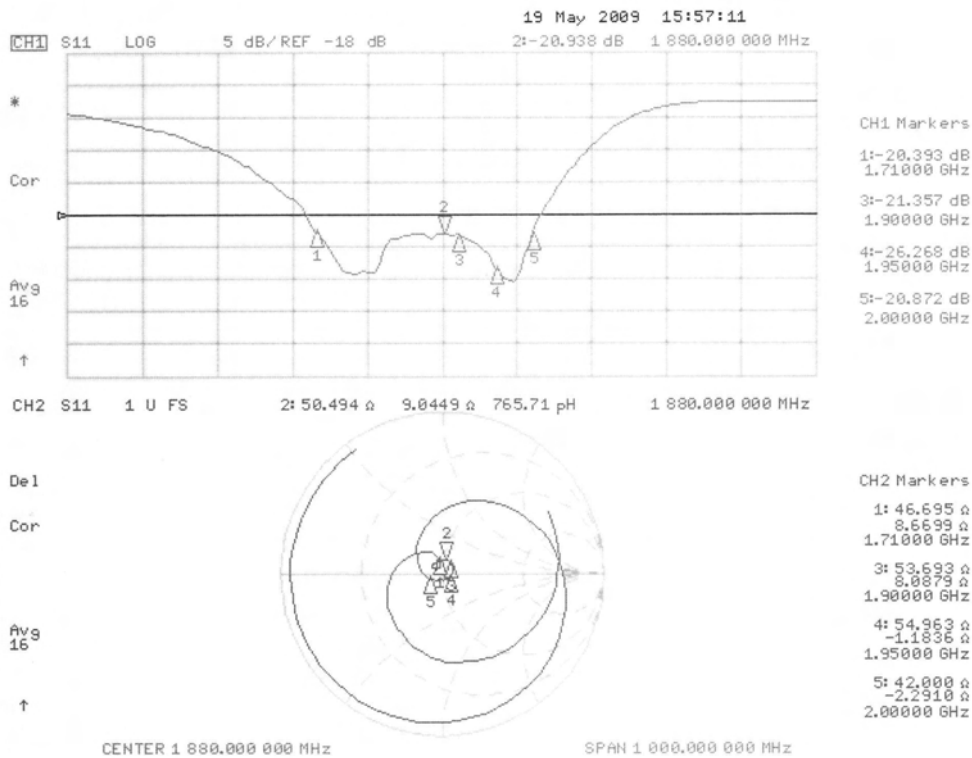 19 May 2009 15:57:11
CH1 S11 LOG 5 dB/REF -18 dB 2:-20.938 dB 1 880.000 000 MHz
*
CH1 Markers
1:-20.393 dB
1.71000 GHz
Cor
3:-21.357 dB
1.90000 GHz
2
1
3
4
5
4:-26.268 dB
1.95000 GHz
Avg
16
5:-20.872 dB
2.00000 GHz
↑
CH2 S11 1 U FS 2: 50.494 Ω 9.0449 Ω 765.71 pH 1 880.000 000 MHz
Del
CH2 Markers
Cor
1: 46.695 Ω
8.6699 Ω
1.71000 GHz
2
3: 53.693 Ω
8.0879 Ω
1.90000 GHz
1
3
5
4
Avg
16
4: 54.963 Ω
-1.1836 Ω
1.95000 GHz
5: 42.000 Ω
-2.2910 Ω
2.00000 GHz
↑
CENTER 1 880.000 000 MHz SPAN 1 000.000 000 MHz